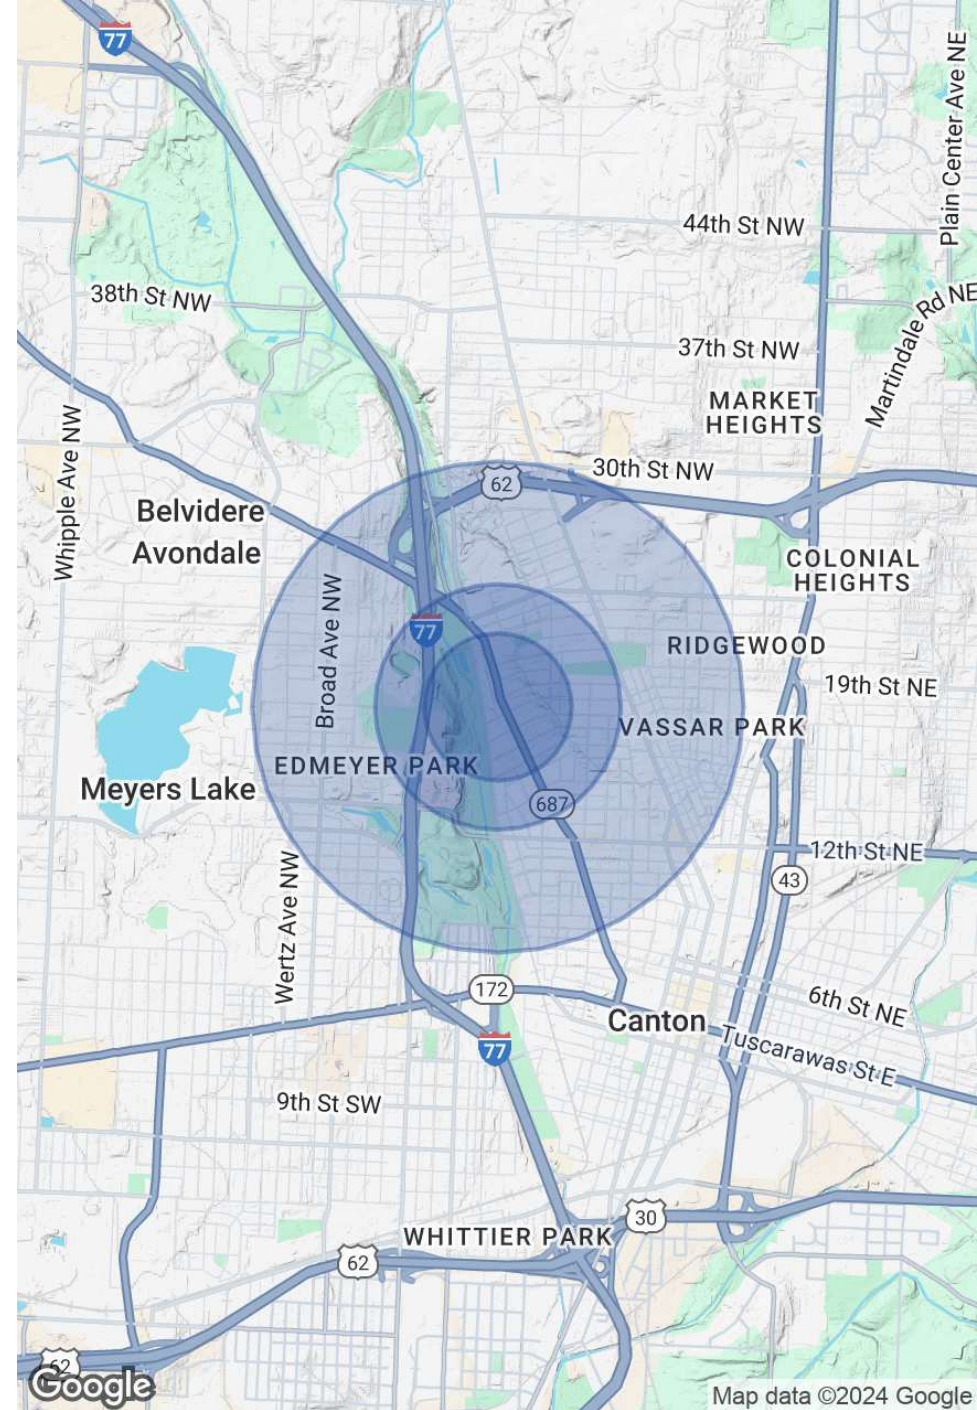 77
Plain Center Ave NE
44th St NW
38th St NW
Martindale Rd NE
37th St NW
MARKET
HEIGHTS
Whipple Ave NW
30th St NW
62
Belvidere
Avondale
COLONIAL
HEIGHTS
Broad Ave NW
77
RIDGEWOOD
19th St NE
VASSAR PARK
EDMEYER PARK
Meyers Lake
687
12th St NE
43
Wertz Ave NW
172
6th St NE
Canton
77
Tuscarawas St E
9th St SW
30
WHITTIER PARK
62
62
Google
Map data ©2024 Google